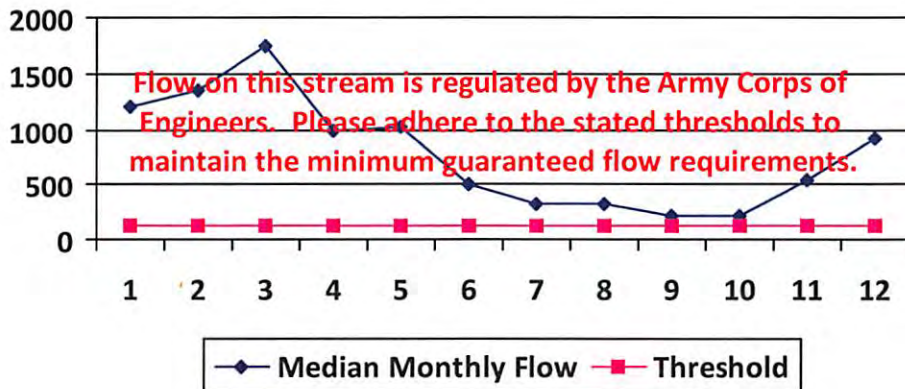 2000
1500
1000
500
0
Flow on this stream is regulated by the Army Corps of
Engineers. Please adhere to the stated thresholds to
maintain the minimum guaranteed flow requirements.
1 2 3 4 5 6 7 8 9 10 11 12
Median Monthly Flow Threshold